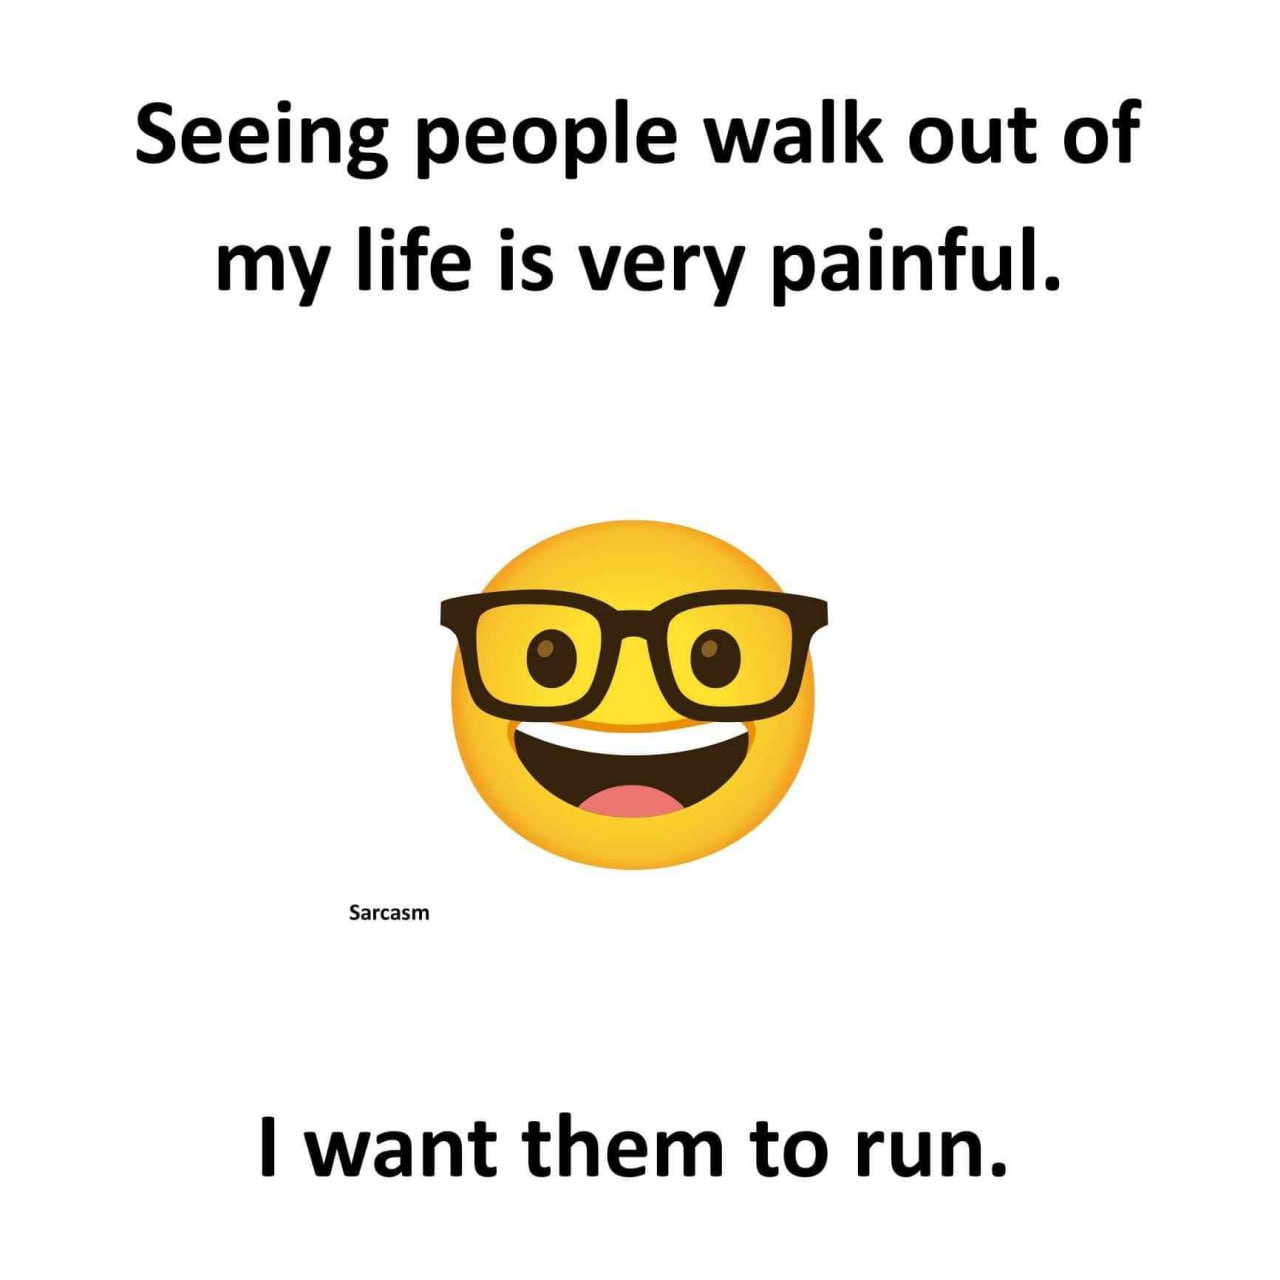 Seeing people walk out of
my life is very painful.
Sarcasm
I want them to run.